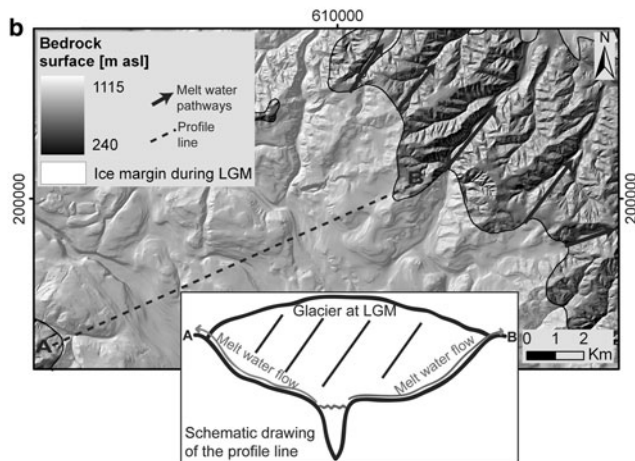 b
610000
N
Bedrock
surface [m asl]
1115
240
Melt water
pathways
Profile
line
Ice margin during LGM
200000
200000
B
A
Glacier at LGM
A
B
Melt water flow
Melt water flow
Schematic drawing
of the profile line
0 1 2
Km